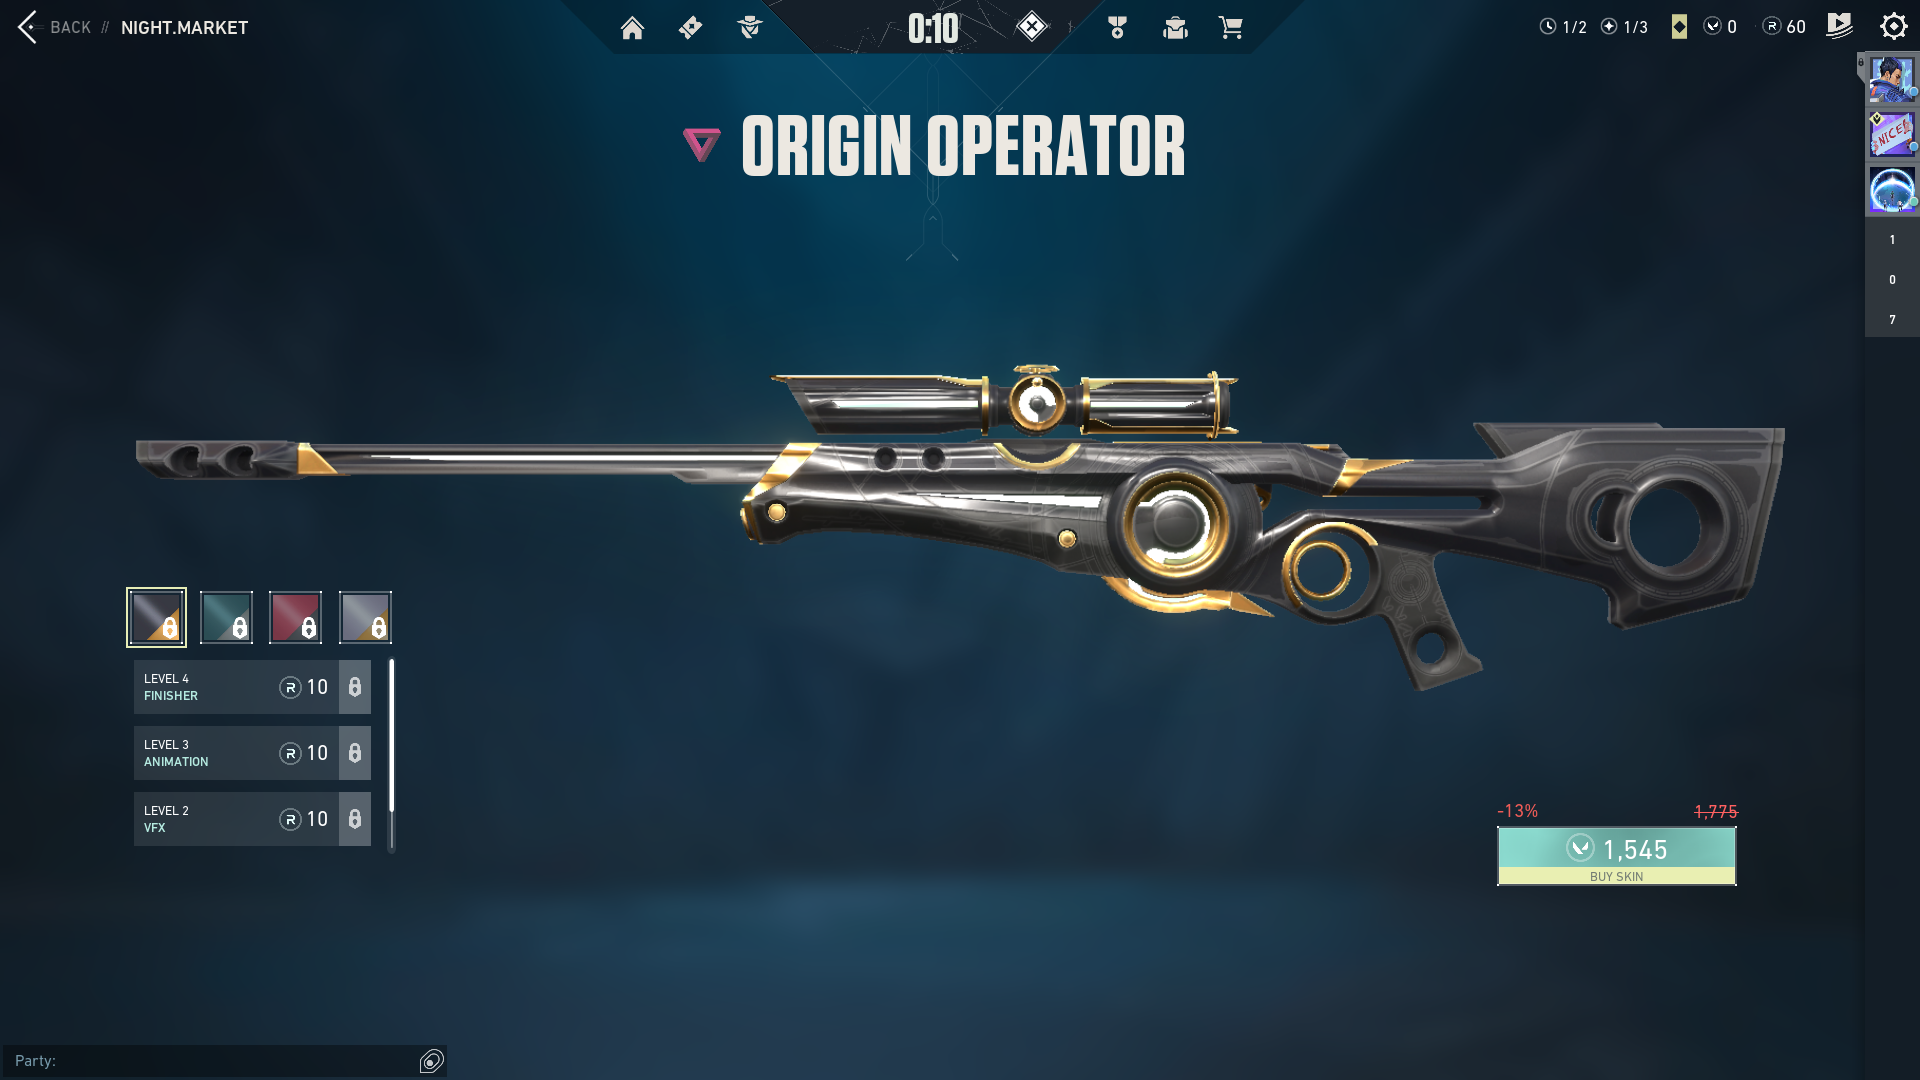 BACK // NIGHT.MARKET
0:10
1/2
1/3
0
R 60
ORIGIN OPERATOR
NICE!
1
0
7
LEVEL 4
FINISHER
R 10
LEVEL 3
ANIMATION
R 10
LEVEL 2
VFX
R 10
-13% 1,775
1,545
BUY SKIN
Party: